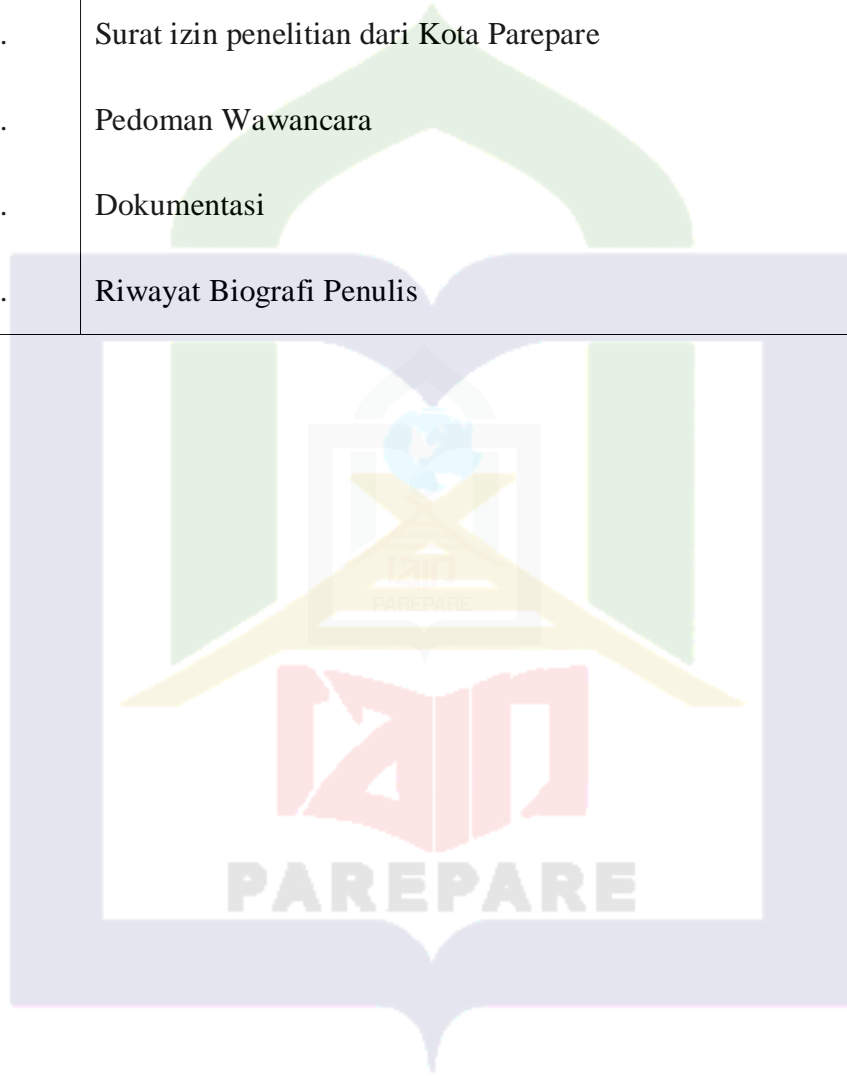 . Surat izin penelitian dari Kota Parepare
. Pedoman Wawancara
. Dokumentasi
. Riwayat Biografi Penulis
IAIN
PAREPARE
IAIN
PAREPARE